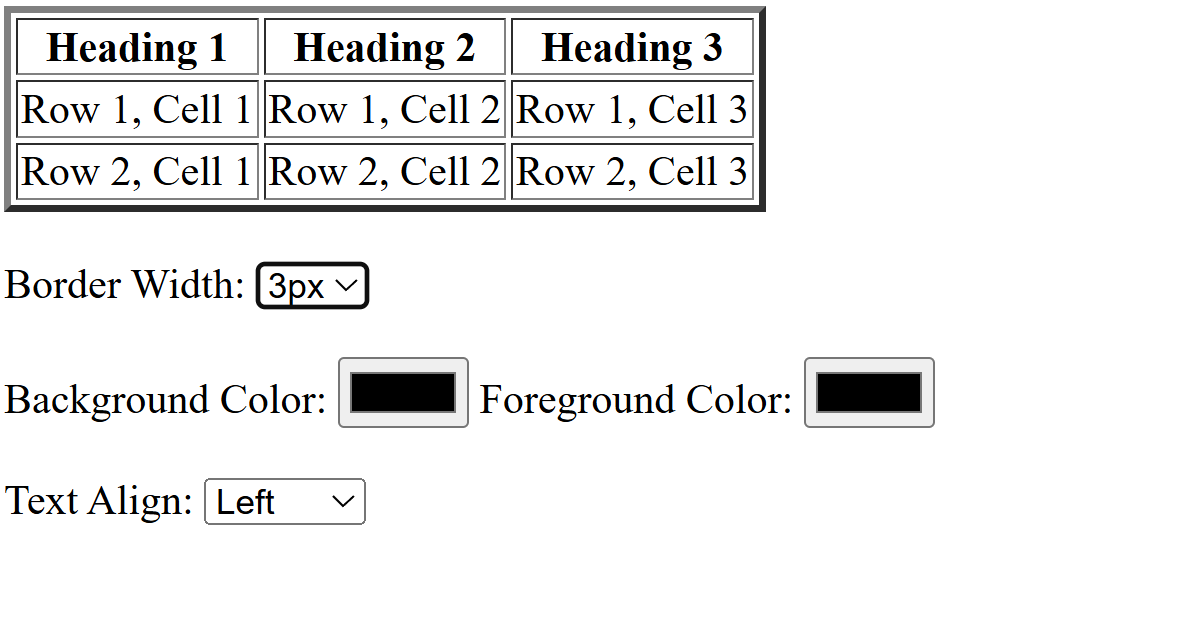 Heading 1 Heading 2 Heading 3
Row 1, Cell 1 Row 1, Cell 2 Row 1, Cell 3
Row 2, Cell 1 Row 2, Cell 2 Row 2, Cell 3
Border Width: 3px
Background Color: Foreground Color:
Text Align: Left